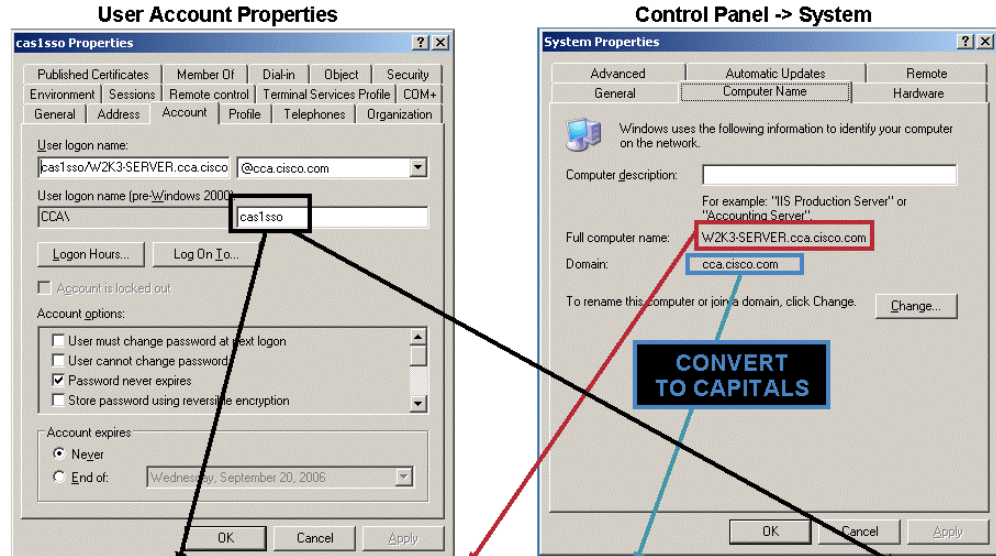 User Account Properties
cas1sso Properties
Published Certificates Member Of Dial-in Object Security
Environment Sessions Remote control Terminal Services Profile COM+
General Address Account Profile Telephones Organization
User logon name:
cas1sso/W2K3-SERVER.cca.cisco @cca.cisco.com
User logon name (pre-Windows 2000):
CCA\ cas1sso
Logon Hours... Log On To...
Account is locked out
Account options:
User must change password at next logon
User cannot change password
Password never expires
Store password using reversible encryption
Account expires
Never
End of: Wednesday, September 20, 2006
OK Cancel Apply
Control Panel -> System
System Properties
Advanced Automatic Updates Remote
General Computer Name Hardware
Windows uses the following information to identify your computer
on the network.
Computer description:
For example: "IIS Production Server" or
"Accounting Server".
Full computer name: W2K3-SERVER.cca.cisco.com
Domain: cca.cisco.com
To rename this computer or join a domain, click Change.
Change...
CONVERT
TO CAPITALS
OK Cancel Apply